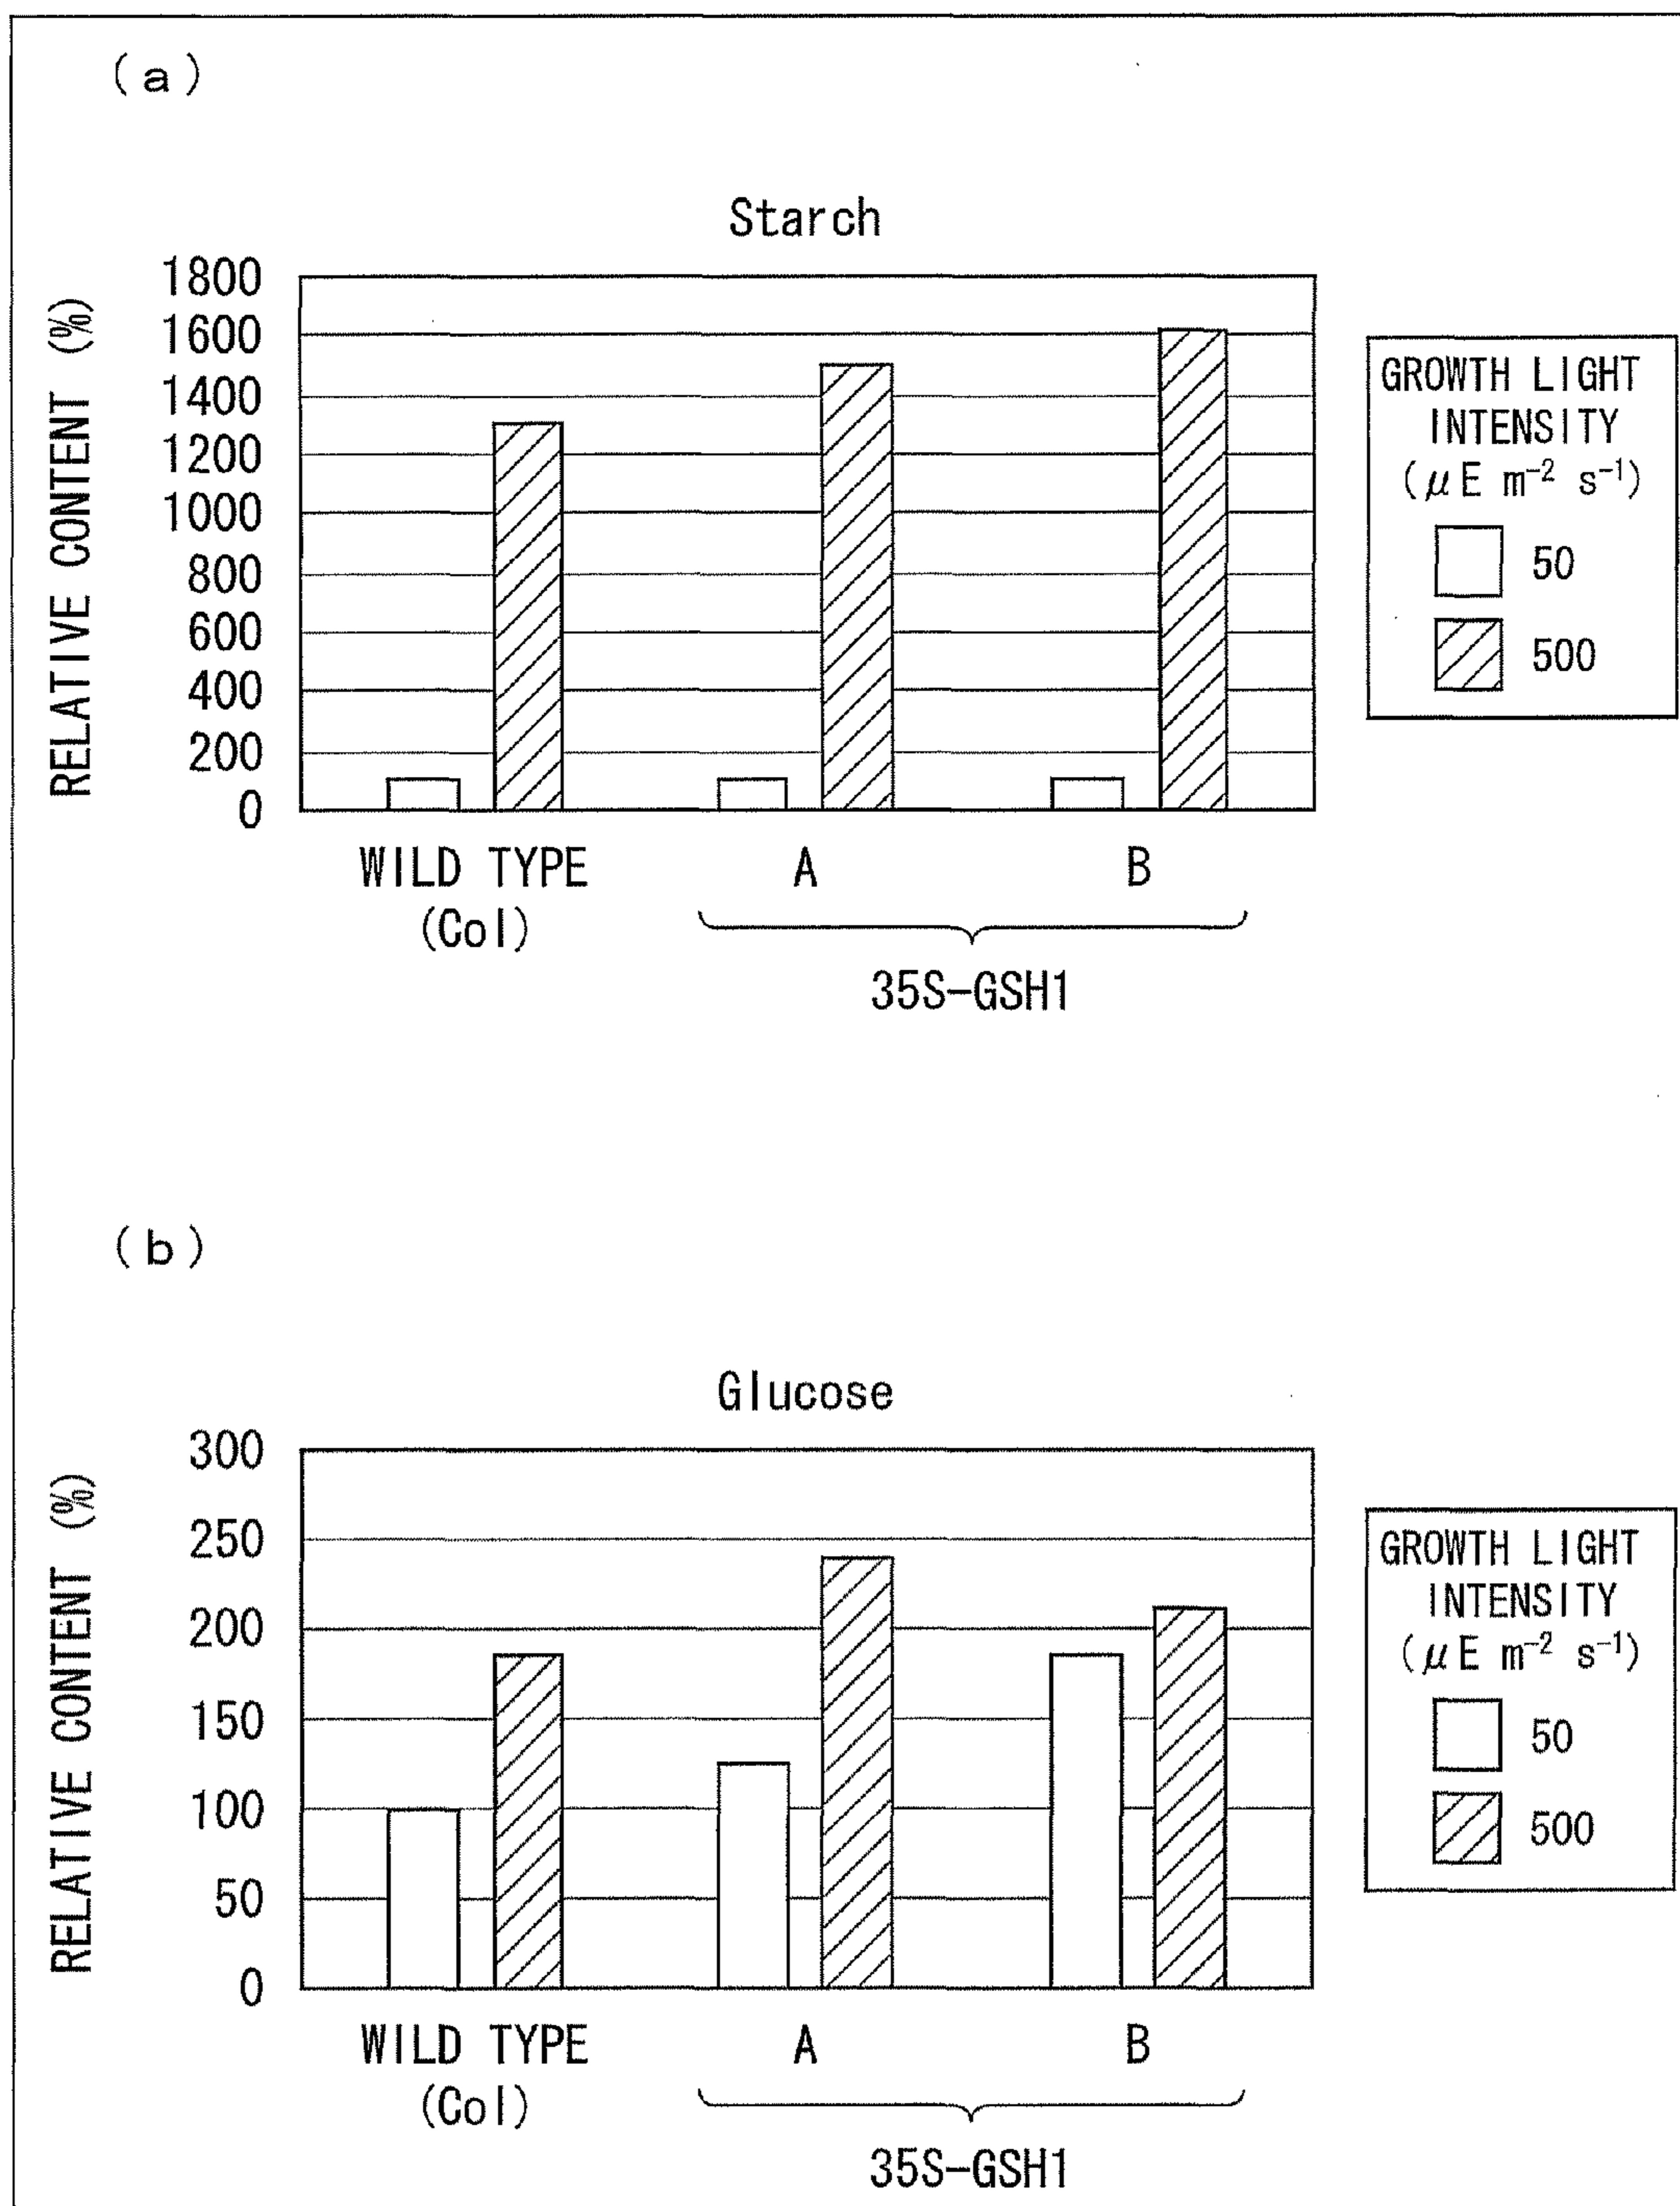 (a)
Starch
RELATIVE CONTENT (%)
1800
1600
1400
1200
1000
800
600
400
200
0
WILD TYPE
(Col)
A
B
35S-GSH1
GROWTH LIGHT
INTENSITY
(μE m⁻² s⁻¹)
50
500
(b)
Glucose
RELATIVE CONTENT (%)
300
250
200
150
100
50
0
WILD TYPE
(Col)
A
B
35S-GSH1
GROWTH LIGHT
INTENSITY
(μE m⁻² s⁻¹)
50
500